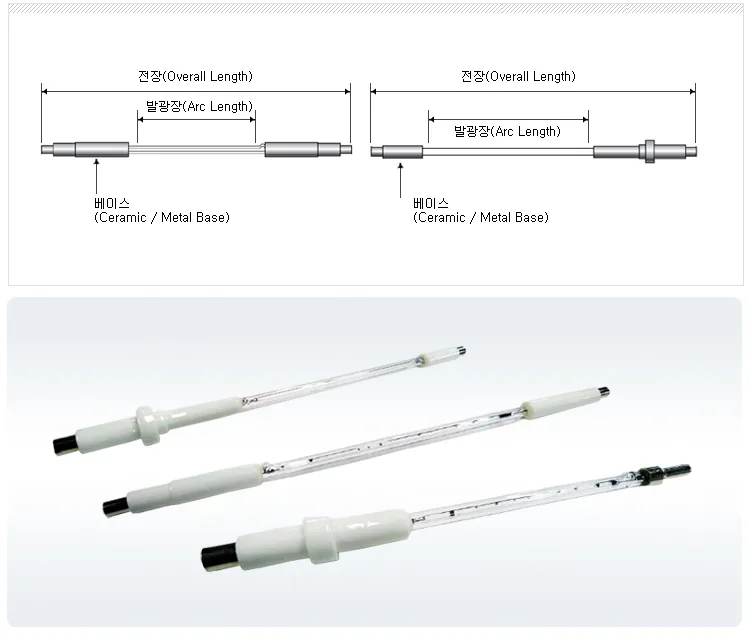 전장(Overall Length)
발광장(Arc Length)
베이스
(Ceramic / Metal Base)
전장(Overall Length)
발광장(Arc Length)
베이스
(Ceramic / Metal Base)